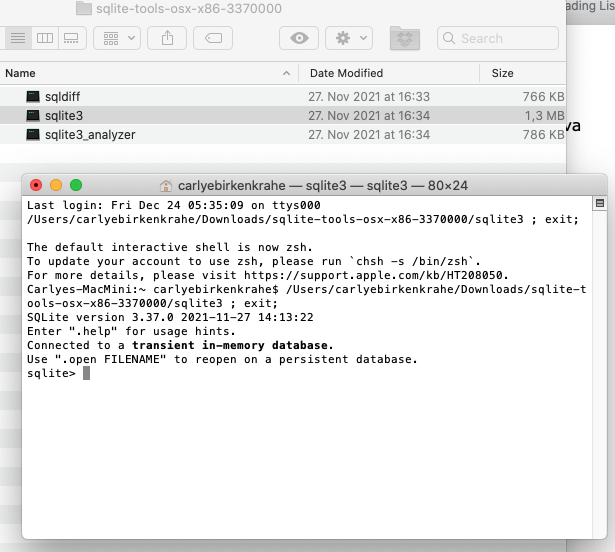 sqlite-tools-osx-x86-3370000
ading Lis
Search
Name Date Modified Size
sqldiff 27. Nov 2021 at 16:33 766 KB
sqlite3 27. Nov 2021 at 16:34 1,3 MB
sqlite3_analyzer 27. Nov 2021 at 16:34 786 KB
va
carlyebirkenkrahe — sqlite3 — sqlite3 — 80×24
Last login: Fri Dec 24 05:35:09 on ttys000
/Users/carlyebirkenkrahe/Downloads/sqlite-tools-osx-x86-3370000/sqlite3 ; exit;
The default interactive shell is now zsh.
To update your account to use zsh, please run `chsh -s /bin/zsh`.
For more details, please visit https://support.apple.com/kb/HT208050.
Carlyes-MacMini:~ carlyebirkenkrahe$ /Users/carlyebirkenkrahe/Downloads/sqlite-t
ools-osx-x86-3370000/sqlite3 ; exit;
SQLite version 3.37.0 2021-11-27 14:13:22
Enter ".help" for usage hints.
Connected to a transient in-memory database.
Use ".open FILENAME" to reopen on a persistent database.
sqlite>